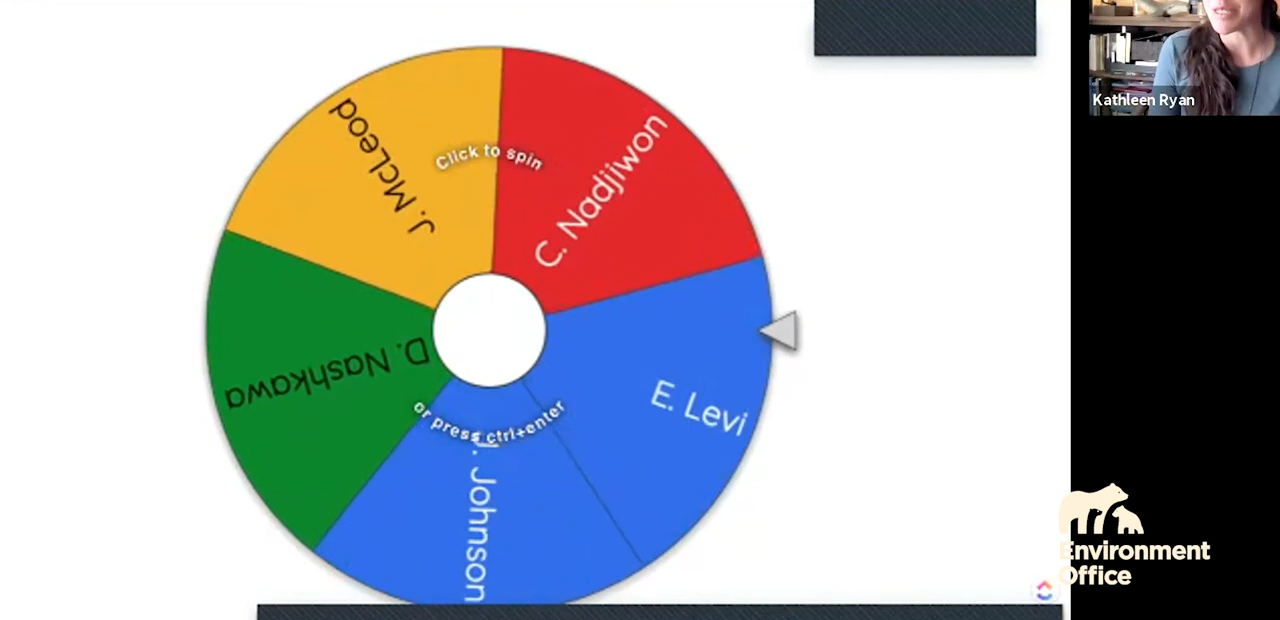 J. McLeod
Click to spin
C. Nadjiwon
D. Nashkawa
or press ctrl+enter
E. Levi
J. Johnson
Kathleen Ryan
Environment
Office